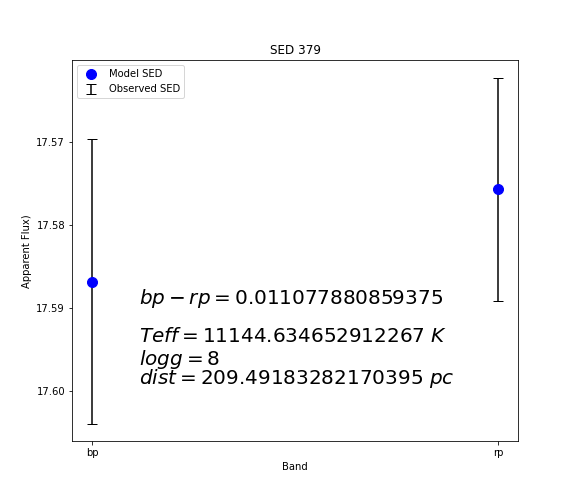 SED 379
Model SED
Observed SED
17.57
17.58
17.59
17.60
Apparent Flux)
bp − rp = 0.011077880859375
Teff = 11144.634652912267 K
logg = 8
dist = 209.49183282170395 pc
bp
rp
Band